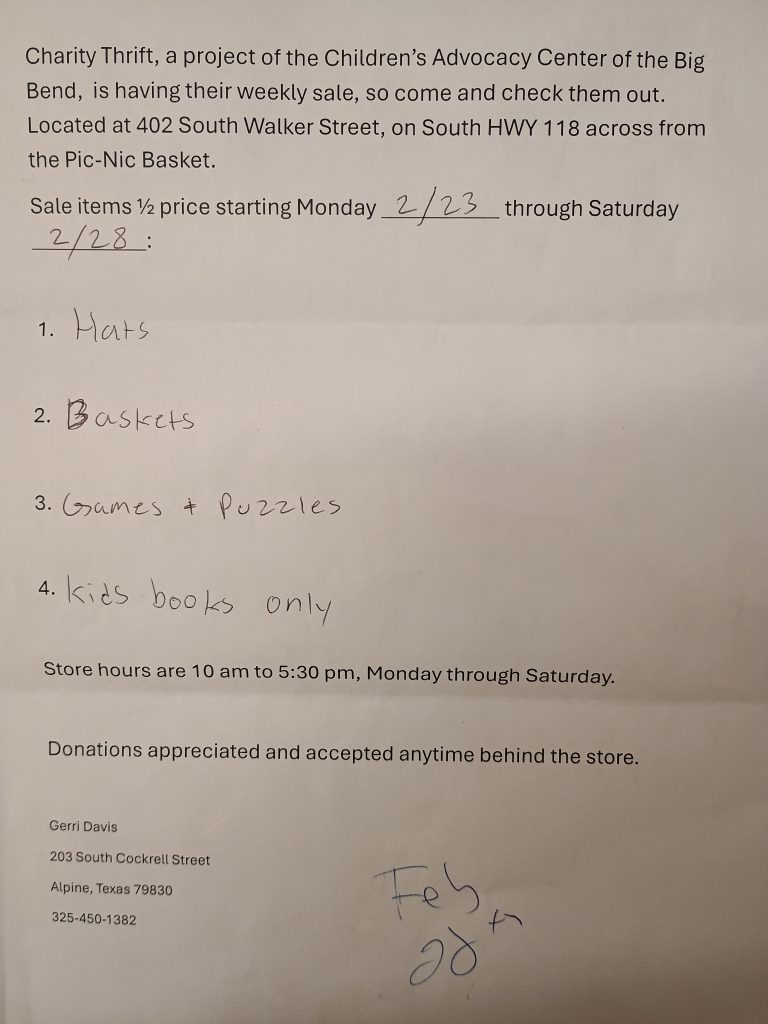 Charity Thrift, a project of the Children's Advocacy Center of the Big
Bend,  is having their weekly sale, so come and check them out.
Located at 402 South Walker Street, on South HWY 118 across from
the Pic-Nic Basket.
Sale items ½ price starting Monday 2/23 through Saturday
2/28 :
1. Hats
2. Baskets
3. Games + Puzzles
4. kids books only
Store hours are 10 am to 5:30 pm, Monday through Saturday.
Donations appreciated and accepted anytime behind the store.
Gerri Davis
203 South Cockrell Street
Alpine, Texas 79830
325-450-1382
Feb
28th